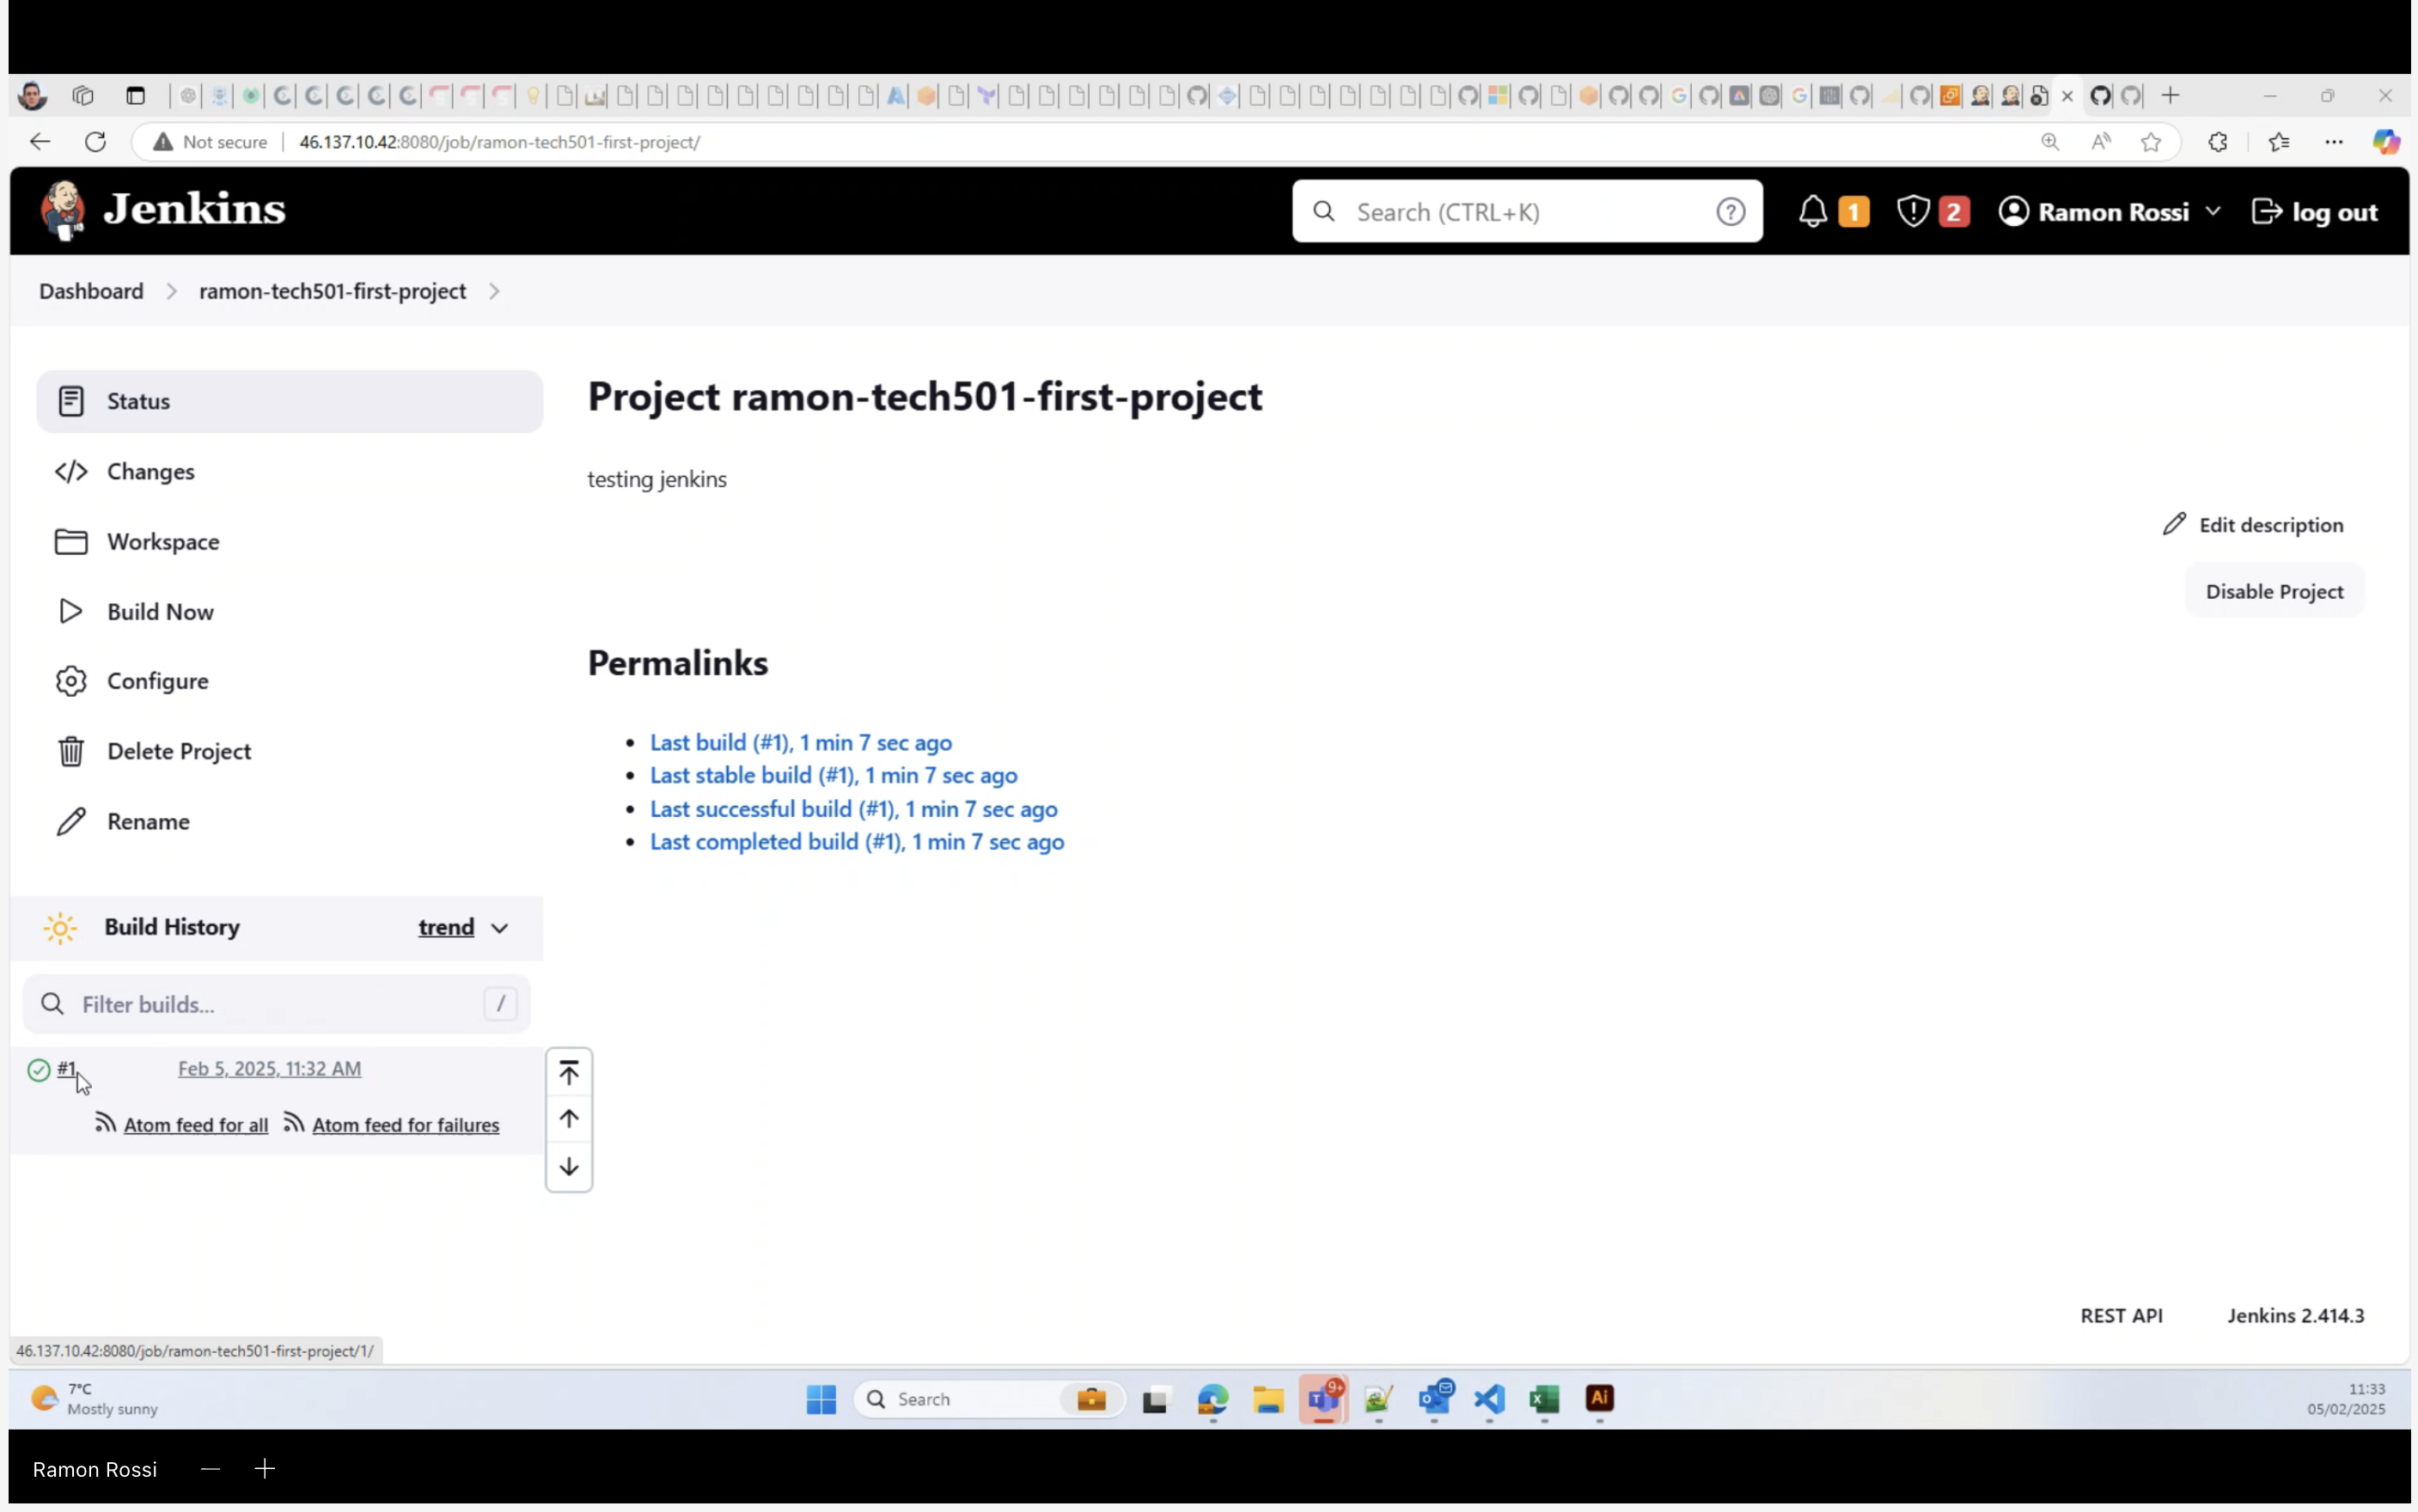 Not secure
46.137.10.42:8080/job/ramon-tech501-first-project/
Jenkins
Search (CTRL+K)
1
2
Ramon Rossi
log out
Dashboard
ramon-tech501-first-project
Status
Changes
Workspace
Build Now
Configure
Delete Project
Rename
Project ramon-tech501-first-project
testing jenkins
Edit description
Disable Project
Permalinks
Last build (#1), 1 min 7 sec ago
Last stable build (#1), 1 min 7 sec ago
Last successful build (#1), 1 min 7 sec ago
Last completed build (#1), 1 min 7 sec ago
Build History
trend
Filter builds...
/
#1
Feb 5, 2025, 11:32 AM
Atom feed for all
Atom feed for failures
REST API
Jenkins 2.414.3
46.137.10.42:8080/job/ramon-tech501-first-project/1/
7°C
Mostly sunny
Search
9+
Ai
11:33
05/02/2025
Ramon Rossi